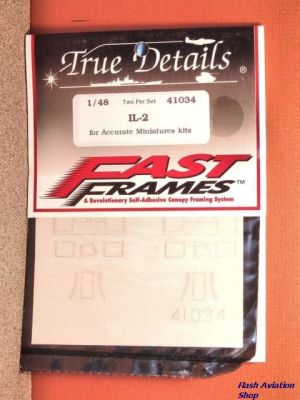 True Details ®
1/48 Two Per Set 41034
IL-2
for Accurate Miniatures kits
FAST
FRAMES™
A Revolutionary Self-Adhesive Canopy Framing System
41034
Flash Aviation
Shop